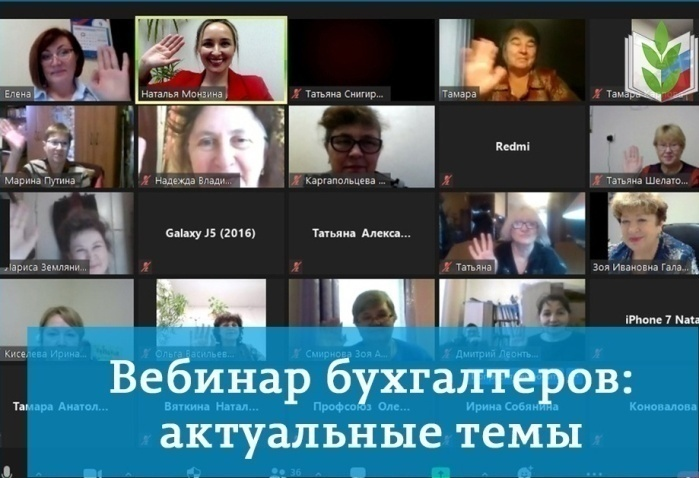 Елена
Наталья Монзина
Татьяна Снигир...
Тамара
Марина Путина
Надежда Влади...
Каргапольцева ...
Redmi
Татьяна Шелато...
Лариса Земляни...
Galaxy J5 (2016)
Татьяна Алекса...
Татьяна
Зоя Ивановна Гала...
Киселева Ирина...
Ольга Васильев...
Смирнова Зоя А...
Дмитрий Леонть...
iPhone 7 Nata
Тамара Анатол...
Вяткина Натал...
Профсоюз Оле...
Ирина Собянина
Коновалова
Вебинар бухгалтеров:
актуальные темы
36